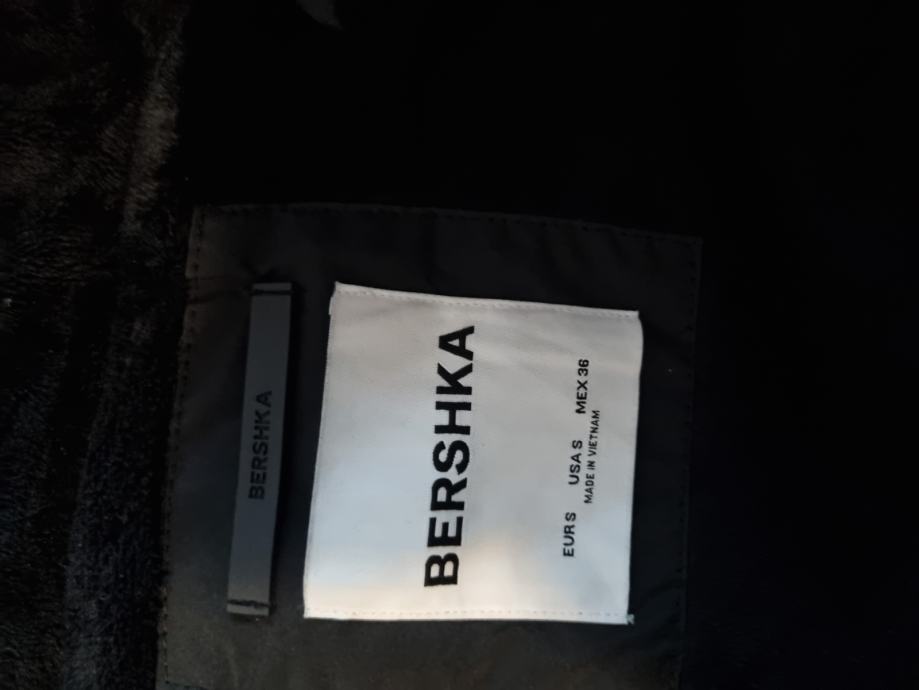 BERSHKA
BERSHKA
EUR S USA S MEX 36
MADE IN VIETNAM